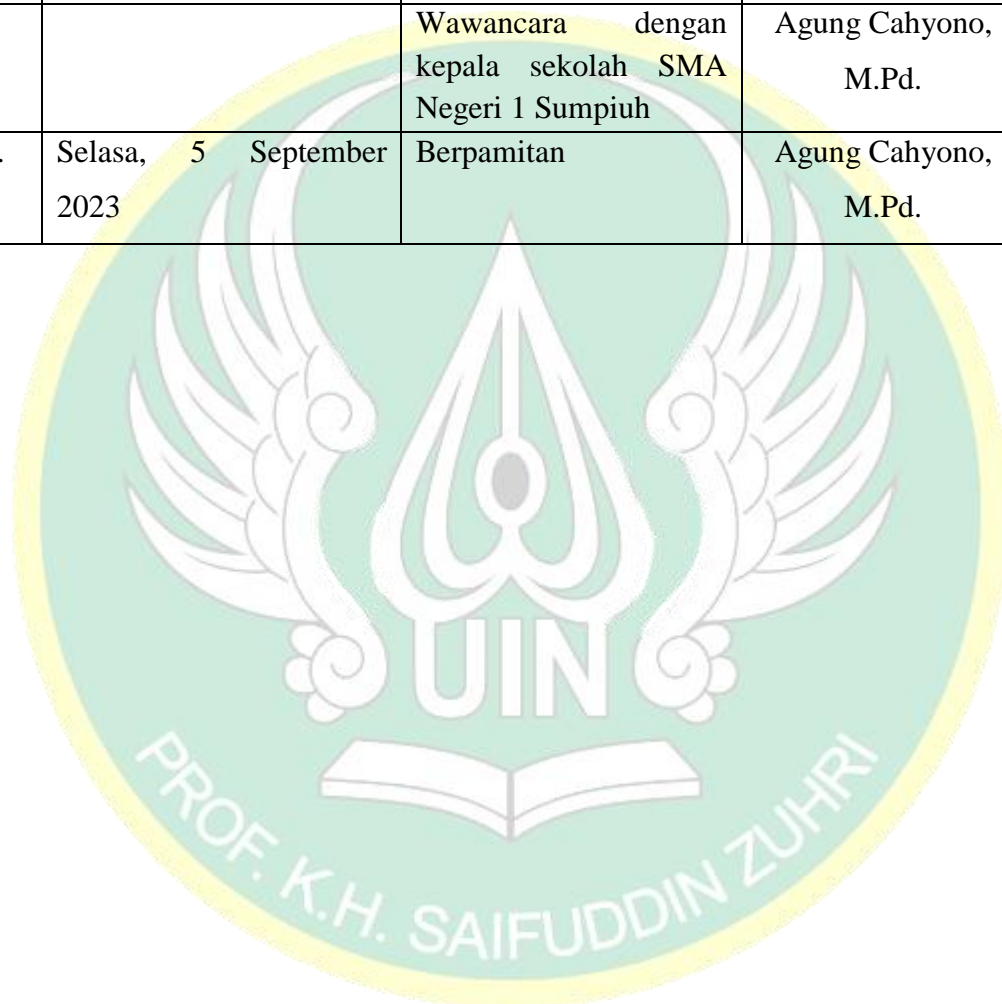 Wawancara dengan
kepala sekolah SMA
Negeri 1 Sumpiuh
Agung Cahyono,
M.Pd.
.
Selasa, 5 September
2023
Berpamitan
Agung Cahyono,
M.Pd.
UIN
PROF. K.H. SAIFUDDIN ZUHRI